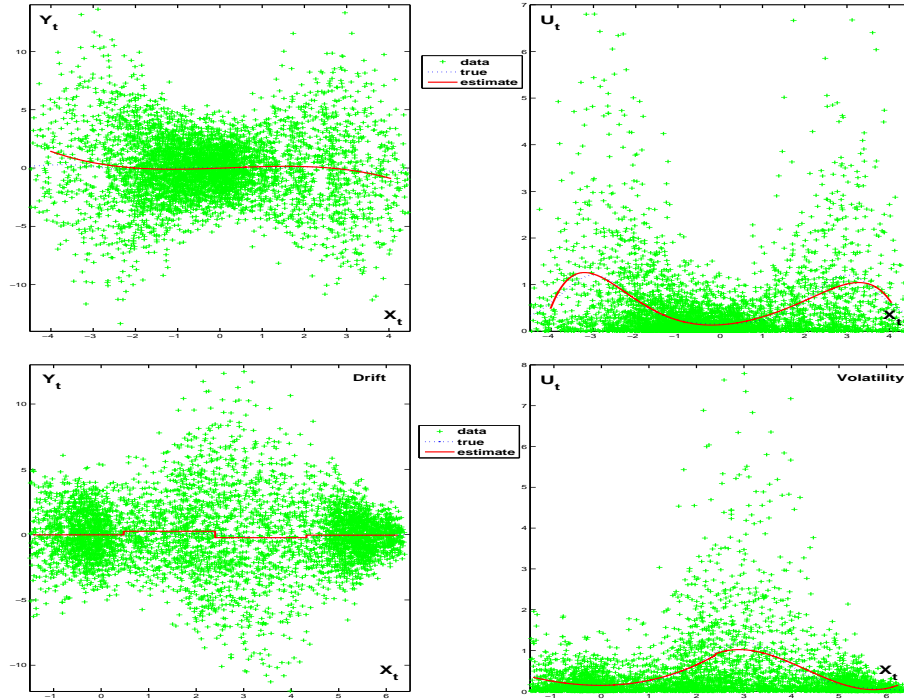 Y_t
10
5
0
−5
−10
−4 −3 −2 −1 0 1 2 3 4
X_t
data
true
estimate
U_t
7
6
5
4
3
2
1
0
−4 −3 −2 −1 0 1 2 3 4
X_t
Y_t
Drift
10
5
0
−5
−10
−1 0 1 2 3 4 5 6
X_t
data
true
estimate
U_t
Volatility
8
7
6
5
4
3
2
1
0
−1 0 1 2 3 4 5 6
X_t